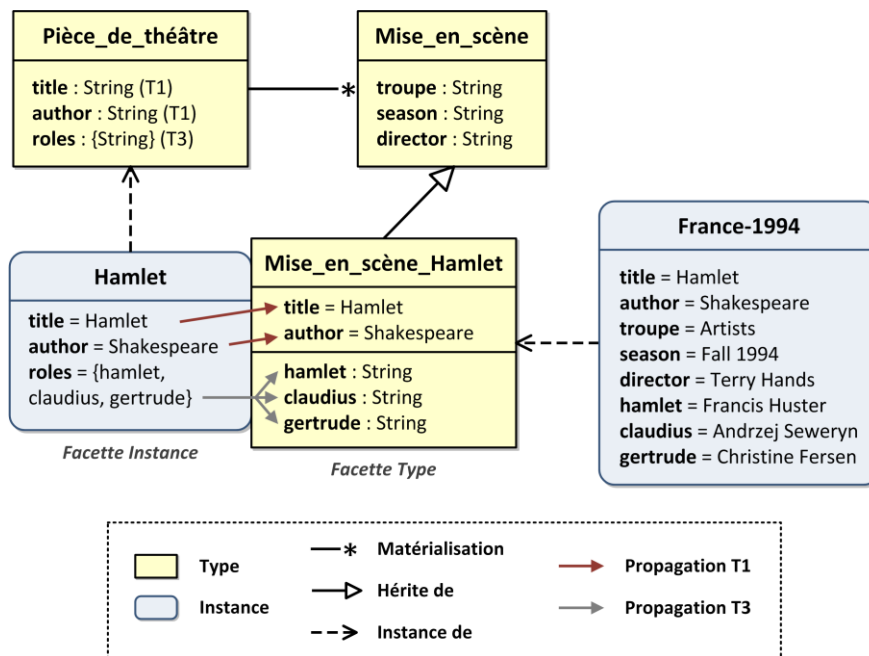 Pièce_de_théâtre
title : String (T1)
author : String (T1)
roles : {String} (T3)
*
Mise_en_scène
troupe : String
season : String
director : String
Hamlet
title = Hamlet
author = Shakespeare
roles = {hamlet,
claudius, gertrude}
Facette Instance
Mise_en_scène_Hamlet
title = Hamlet
author = Shakespeare
hamlet : String
claudius : String
gertrude : String
Facette Type
France-1994
title = Hamlet
author = Shakespeare
troupe = Artists
season = Fall 1994
director = Terry Hands
hamlet = Francis Huster
claudius = Andrzej Seweryn
gertrude = Christine Fersen
Type
Instance
* Matérialisation
Hérite de
Instance de
Propagation T1
Propagation T3